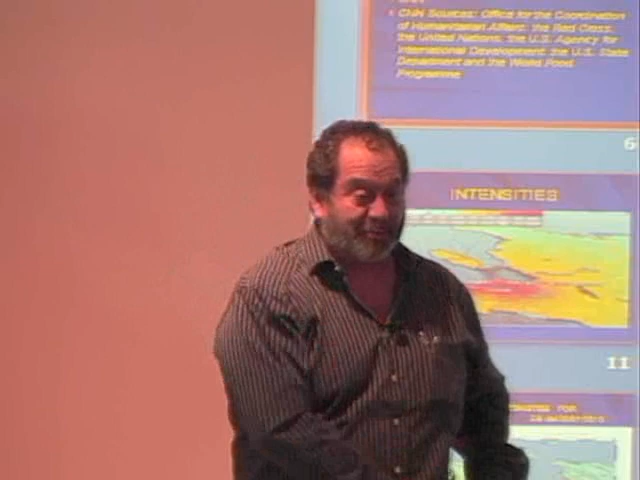 CNN Sources: Office for the Coordination
of Humanitarian Affairs, the Red Cross,
the United Nations, the U.S. Agency for
International Development, the U.S. State
Department and the World Food
Programme
6
INTENSITIES
11
FOR